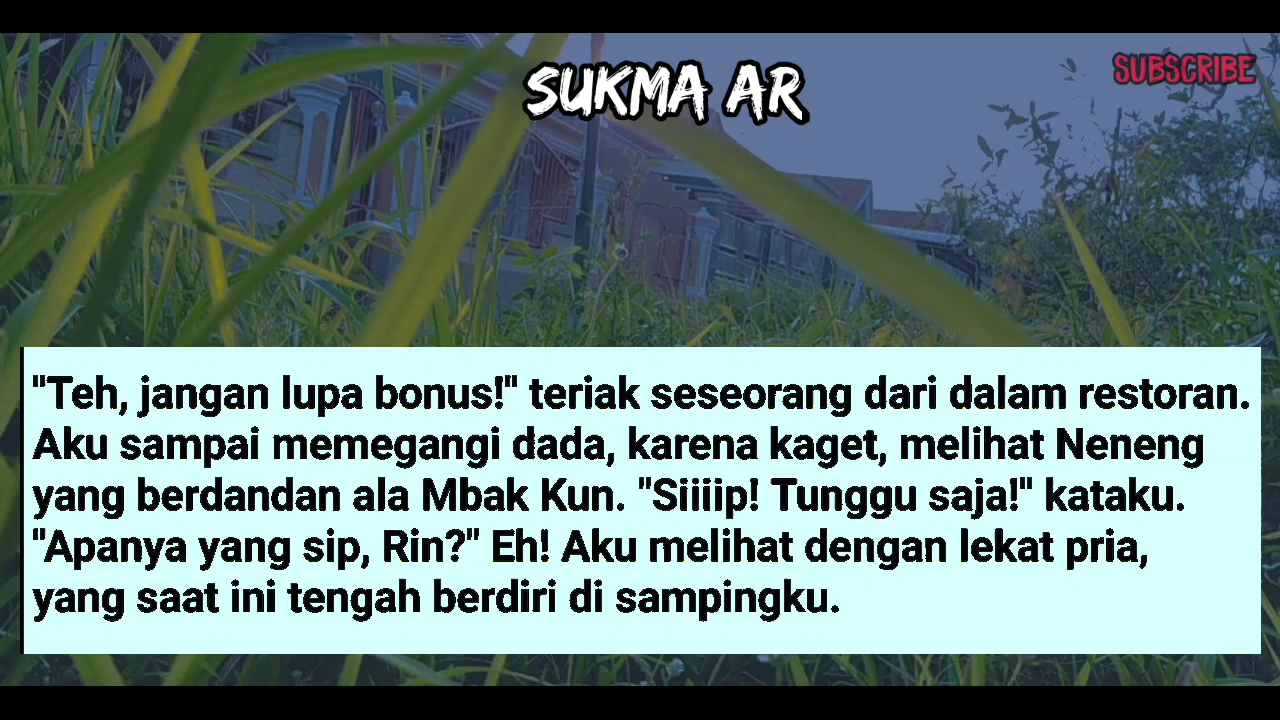 SUKMA AR
SUBSCRIBE
"Teh, jangan lupa bonus!" teriak seseorang dari dalam restoran.
Aku sampai memegangi dada, karena kaget, melihat Neneng
yang berdandan ala Mbak Kun. "Siiiip! Tunggu saja!" kataku.
"Apanya yang sip, Rin?" Eh! Aku melihat dengan lekat pria,
yang saat ini tengah berdiri di sampingku.